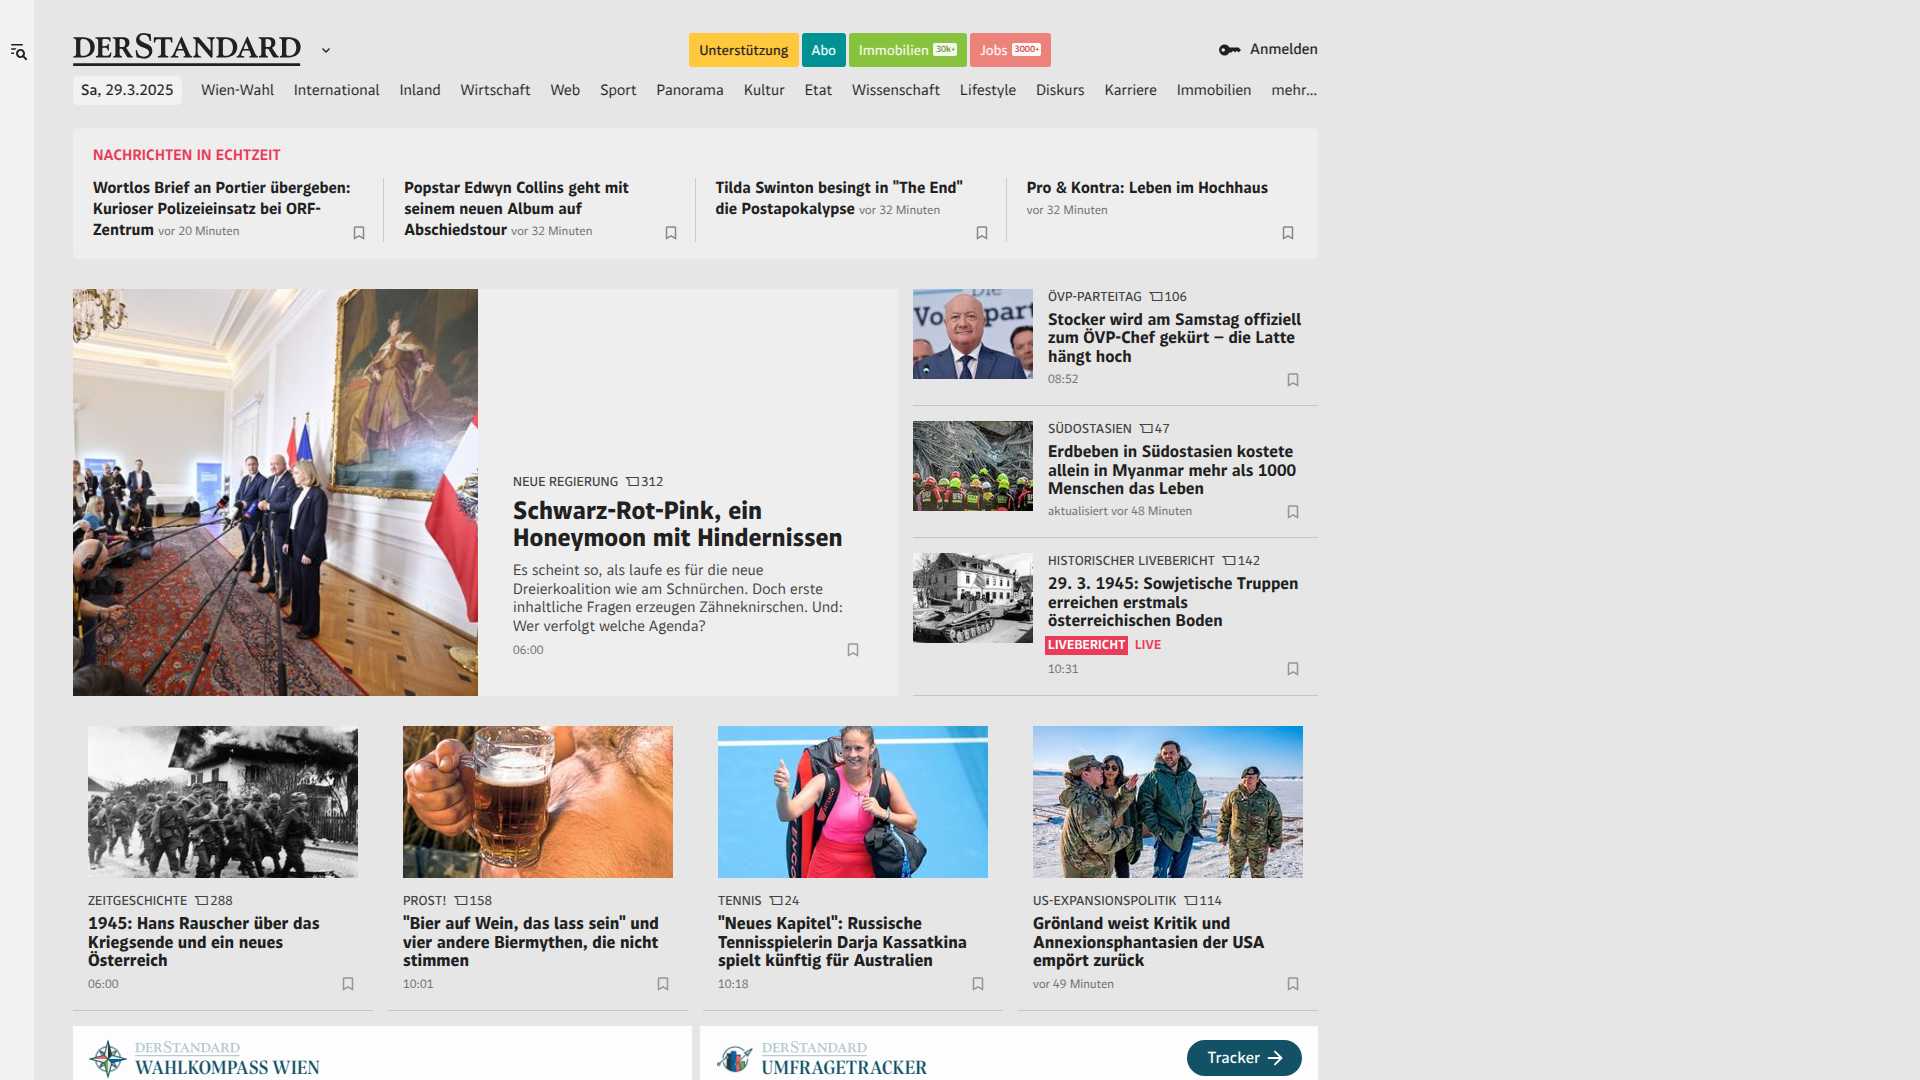 DERSTANDARD
Unterstützung
Abo
Immobilien 30k+
Jobs 3000+
Anmelden
Sa, 29.3.2025
Wien-Wahl
International
Inland
Wirtschaft
Web
Sport
Panorama
Kultur
Etat
Wissenschaft
Lifestyle
Diskurs
Karriere
Immobilien
mehr...
NACHRICHTEN IN ECHTZEIT
Wortlos Brief an Portier übergeben:
Kurioser Polizeieinsatz bei ORF-
Zentrum vor 20 Minuten
Popstar Edwyn Collins geht mit
seinem neuen Album auf
Abschiedstour vor 32 Minuten
Tilda Swinton besingt in "The End"
die Postapokalypse vor 32 Minuten
Pro & Kontra: Leben im Hochhaus
vor 32 Minuten
NEUE REGIERUNG 312
Schwarz-Rot-Pink, ein
Honeymoon mit Hindernissen
Es scheint so, als laufe es für die neue
Dreierkoalition wie am Schnürchen. Doch erste
inhaltliche Fragen erzeugen Zähneknirschen. Und:
Wer verfolgt welche Agenda?
06:00
ÖVP-PARTEITAG 106
Stocker wird am Samstag offiziell
zum ÖVP-Chef gekürt – die Latte
hängt hoch
08:52
SÜDOSTASIEN 47
Erdbeben in Südostasien kostete
allein in Myanmar mehr als 1000
Menschen das Leben
aktualisiert vor 48 Minuten
HISTORISCHER LIVEBERICHT 142
29. 3. 1945: Sowjetische Truppen
erreichen erstmals
österreichischen Boden
LIVEBERICHT LIVE
10:31
ZEITGESCHICHTE 288
1945: Hans Rauscher über das
Kriegsende und ein neues
Österreich
06:00
PROST! 158
"Bier auf Wein, das lass sein" und
vier andere Biermythen, die nicht
stimmen
10:01
TENNIS 24
"Neues Kapitel": Russische
Tennisspielerin Darja Kassatkina
spielt künftig für Australien
10:18
US-EXPANSIONSPOLITIK 114
Grönland weist Kritik und
Annexionsphantasien der USA
empört zurück
vor 49 Minuten
DERSTANDARD
WAHLKOMPASS WIEN
DERSTANDARD
UMFRAGETRACKER
Tracker